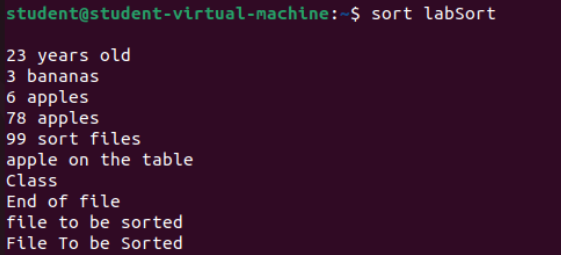 student@student-virtual-machine:~$ sort labSort
23 years old
3 bananas
6 apples
78 apples
99 sort files
apple on the table
Class
End of file
file to be sorted
File To be Sorted